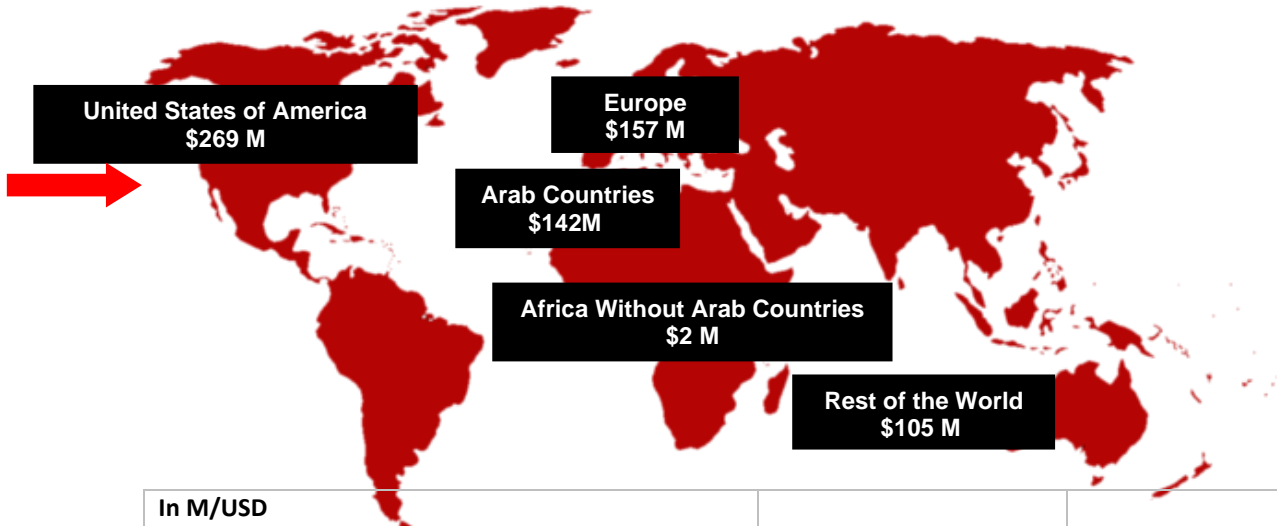 United States of America
$269 M
Europe
$157 M
Arab Countries
$142M
Africa Without Arab Countries
$2 M
Rest of the World
$105 M
In M/USD